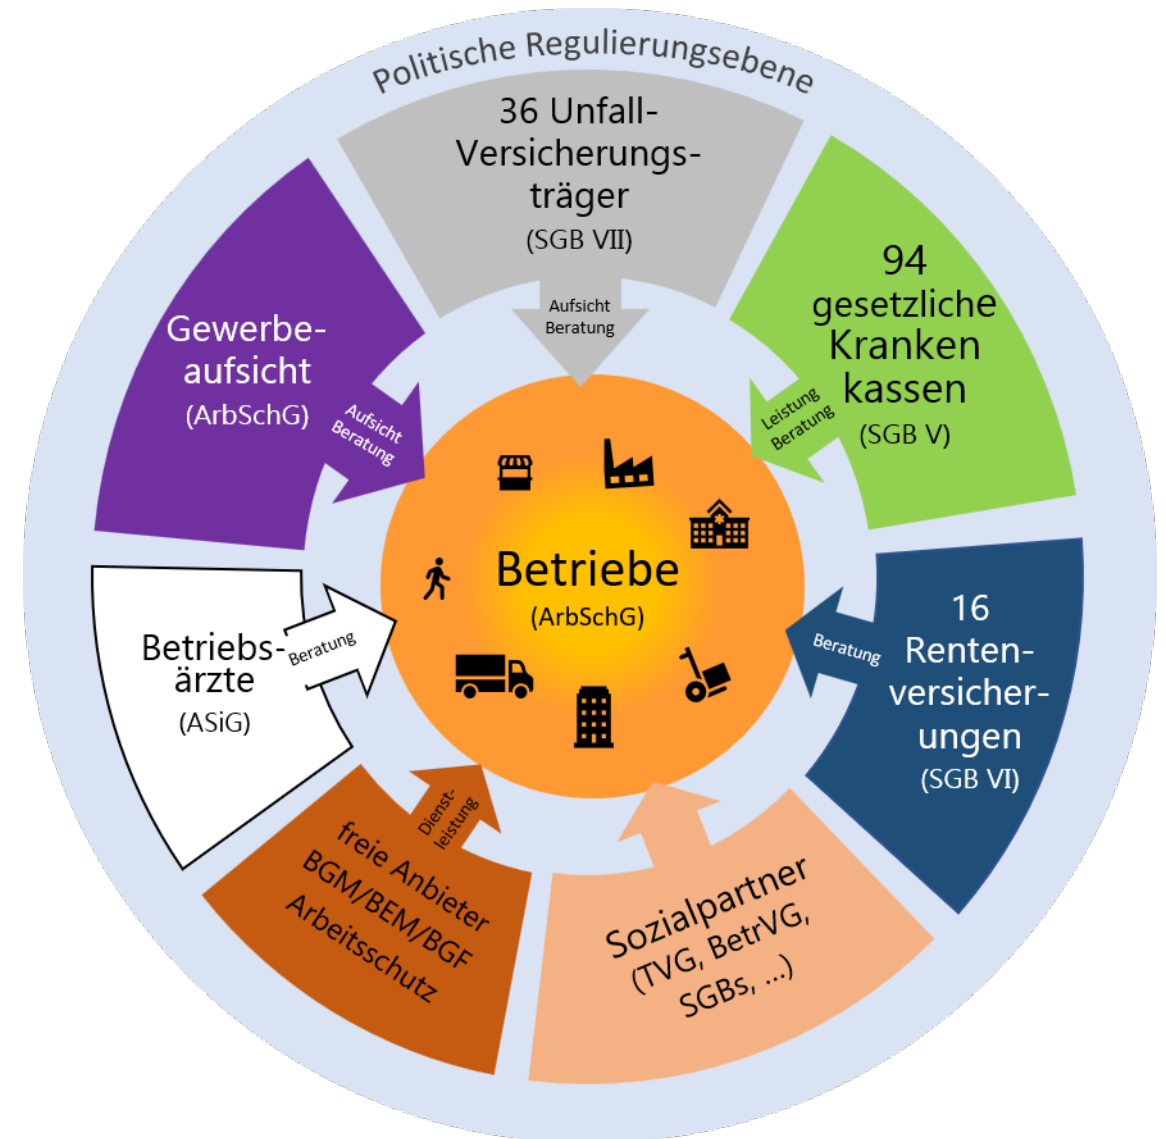 Politische Regulierungsebene
36 Unfall-
Versicherungs-
träger
(SGB VII)
Aufsicht
Beratung
94
gesetzliche
Kranken
kassen
(SGB V)
Leistung
Beratung
16
Renten-
versicher-
ungen
(SGB VI)
Beratung
Sozialpartner
(TVG, BetrVG,
SGBs, ...)
freie Anbieter
BGM/BEM/BGF
Arbeitsschutz
Dienst-
leistung
Betriebs-
ärzte
(ASiG)
Beratung
Gewerbe-
aufsicht
(ArbSchG)
Aufsicht
Beratung
Betriebe
(ArbSchG)